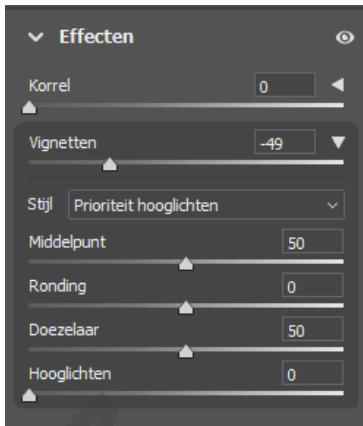 Effecten
Korrel 0
Vignetten -49
Stijl Prioriteit hooglichten
Middelpunt 50
Ronding 0
Doezelaar 50
Hooglichten 0